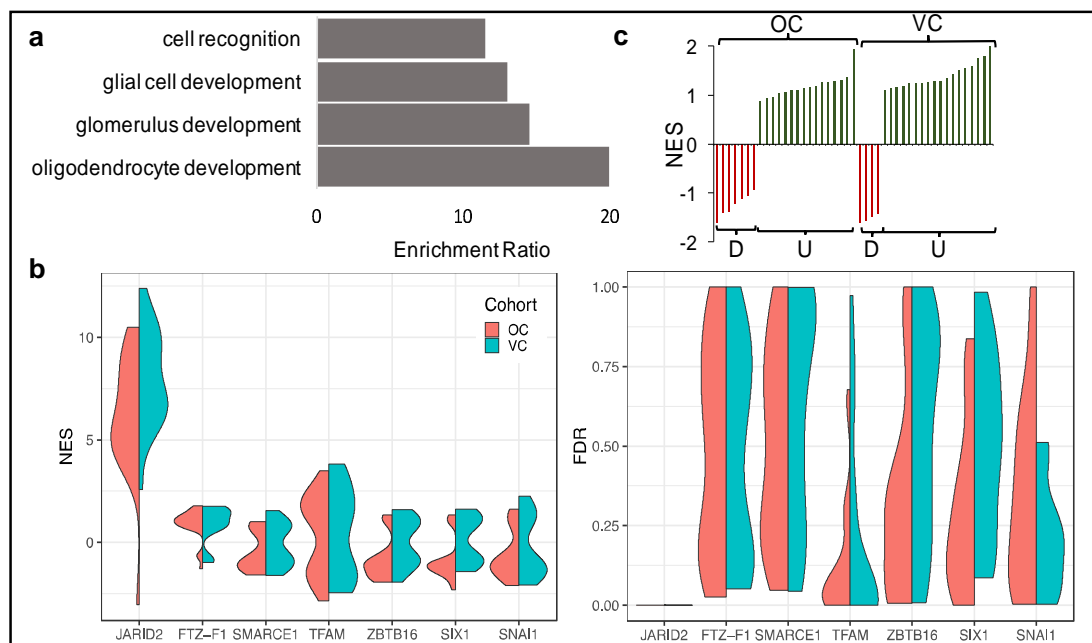 a
cell recognition
glial cell development
glomerulus development
oligodendrocyte development
0
10
20
Enrichment Ratio
c
OC
VC
2
1
0
-1
-2
NES
D
U
D
U
b
10
5
0
NES
Cohort
OC
VC
JARID2
FTZ-F1
SMARCE1
TFAM
ZBTB16
SIX1
SNAI1
1.00
0.75
0.50
0.25
0.00
FDR
JARID2
FTZ-F1
SMARCE1
TFAM
ZBTB16
SIX1
SNAI1